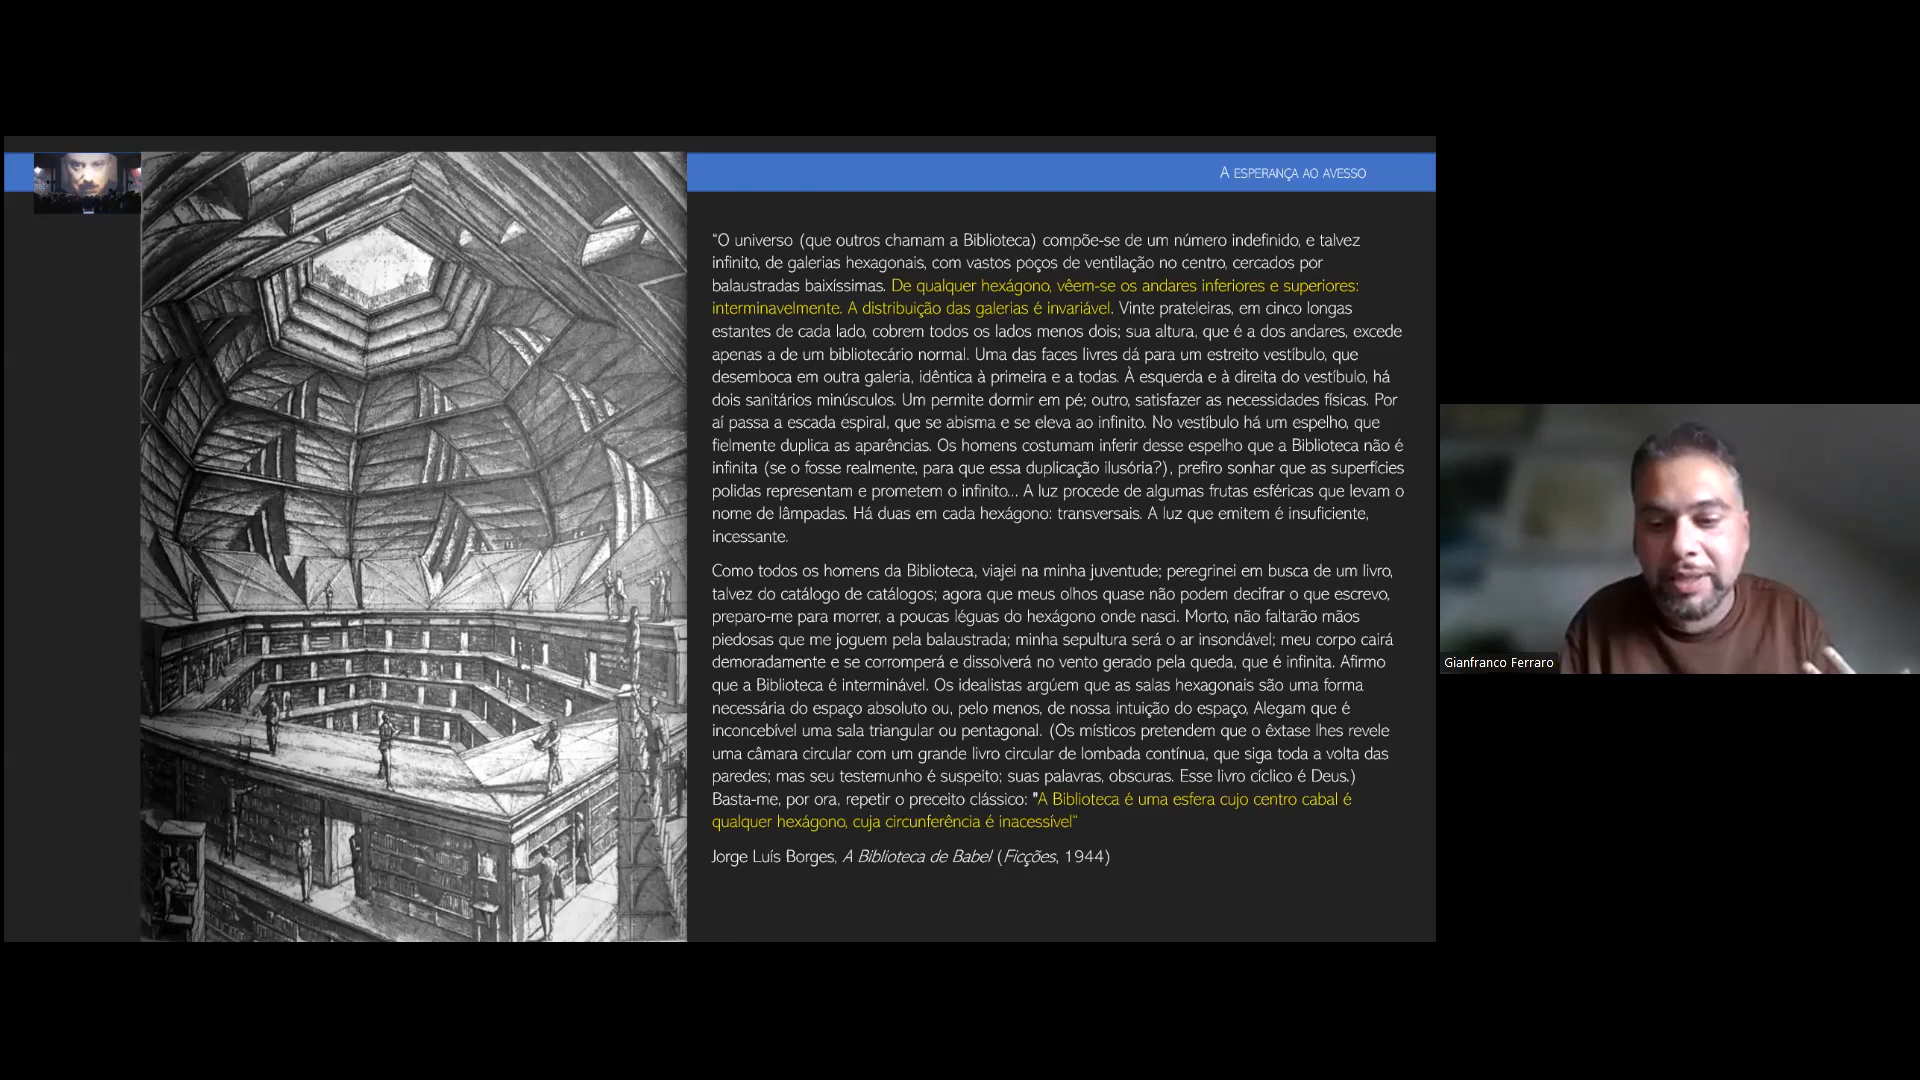 A ESPERANÇA AO AVESSO
“O universo (que outros chamam a Biblioteca) compõe-se de um número indefinido, e talvez
infinito, de galerias hexagonais, com vastos poços de ventilação no centro, cercados por
balaustradas baixíssimas. De qualquer hexágono, vêem-se os andares inferiores e superiores:
interminavelmente. A distribuição das galerias é invariável. Vinte prateleiras, em cinco longas
estantes de cada lado, cobrem todos os lados menos dois; sua altura, que é a dos andares, excede
apenas a de um bibliotecário normal. Uma das faces livres dá para um estreito vestíbulo, que
desemboca em outra galeria, idêntica à primeira e a todas. À esquerda e à direita do vestíbulo, há
dois sanitários minúsculos. Um permite dormir em pé; outro, satisfazer as necessidades físicas. Por
aí passa a escada espiral, que se abisma e se eleva ao infinito. No vestíbulo há um espelho, que
fielmente duplica as aparências. Os homens costumam inferir desse espelho que a Biblioteca não é
infinita (se o fosse realmente, para que essa duplicação ilusória?), prefiro sonhar que as superfícies
polidas representam e prometem o infinito... A luz procede de algumas frutas esféricas que levam o
nome de lâmpadas. Há duas em cada hexágono: transversais. A luz que emitem é insuficiente,
incessante.
Como todos os homens da Biblioteca, viajei na minha juventude; peregrinei em busca de um livro,
talvez do catálogo de catálogos; agora que meus olhos quase não podem decifrar o que escrevo,
preparo-me para morrer, a poucas léguas do hexágono onde nasci. Morto, não faltarão mãos
piedosas que me joguem pela balaustrada; minha sepultura será o ar insondável; meu corpo cairá
demoradamente e se corromperá e dissolverá no vento gerado pela queda, que é infinita. Afirmo
que a Biblioteca é interminável. Os idealistas argúem que as salas hexagonais são uma forma
necessária do espaço absoluto ou, pelo menos, de nossa intuição do espaço, Alegam que é
inconcebível uma sala triangular ou pentagonal. (Os místicos pretendem que o êxtase lhes revele
uma câmara circular com um grande livro circular de lombada contínua, que siga toda a volta das
paredes; mas seu testemunho é suspeito; suas palavras, obscuras. Esse livro cíclico é Deus.)
Basta-me, por ora, repetir o preceito clássico: "A Biblioteca é uma esfera cujo centro cabal é
qualquer hexágono, cuja circunferência é inacessível“
Jorge Luís Borges, A Biblioteca de Babel (Ficções, 1944)
Gianfranco Ferraro